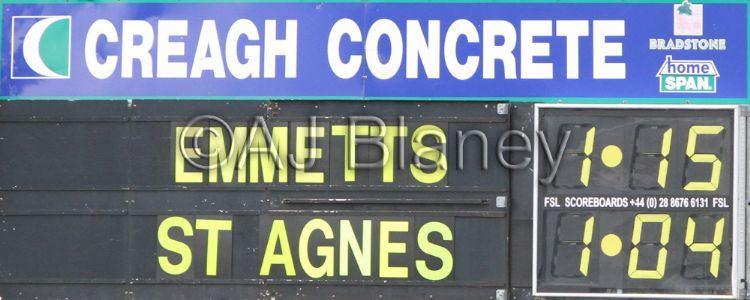 CREAGH CONCRETE
BRADSTONE
home
SPAN.
EMMETTS 1•15
©AJ Blaney
FSL SCOREBOARDS +44 (0) 28 8676 6131 FSL
ST AGNES 1•04